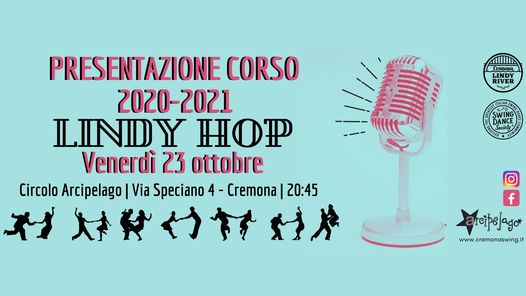 PRESENTAZIONE CORSO
2020-2021
LINDY HOP
Venerdì 23 ottobre
Circolo Arcipelago | Via Speciano 4 - Cremona | 20:45
Cremona
LINDY
RIVER
SWING
DANCE
Society
arcipelago
www.cremonaswing.it